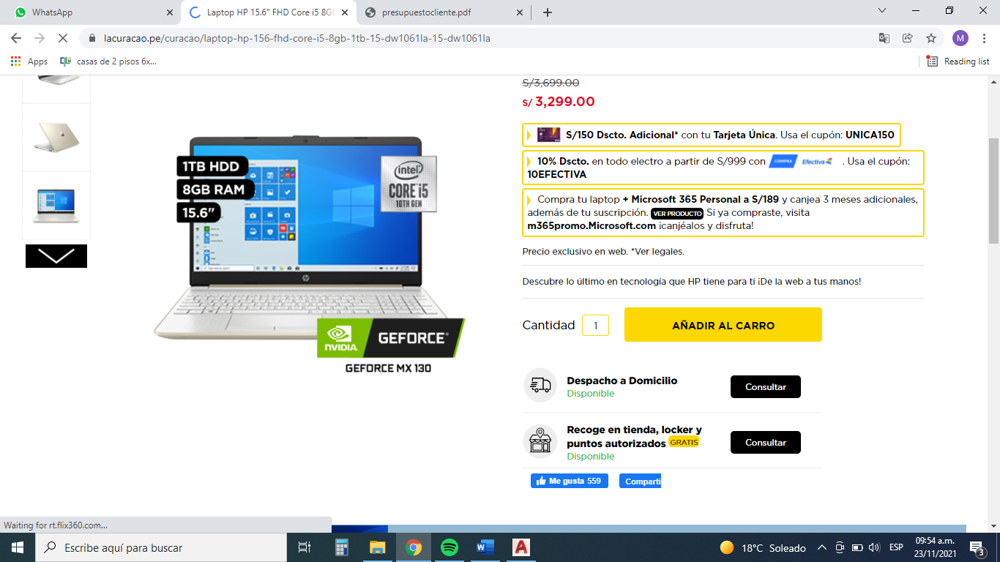 WhatsApp
Laptop HP 15.6" FHD Core i5 8GB
presupuestocliente.pdf
lacuracao.pe/curacao/laptop-hp-156-fhd-core-i5-8gb-1tb-15-dw1061la-15-dw1061la
M
Apps
casas de 2 pisos 6x...
Reading list
S/3,699.00
S/ 3,299.00
S/150 Dscto. Adicional* con tu Tarjeta Única. Usa el cupón: UNICA150
10% Dscto. en todo electro a partir de S/999 con COMPRA Efectiva . Usa el cupón:
10EFECTIVA
Compra tu laptop + Microsoft 365 Personal a S/189 y canjea 3 meses adicionales,
además de tu suscripción. VER PRODUCTO Si ya compraste, visita
m365promo.Microsoft.com ¡canjéalos y disfruta!
Precio exclusivo en web. *Ver legales.
Descubre lo último en tecnología que HP tiene para ti ¡De la web a tus manos!
Cantidad 1 AÑADIR AL CARRO
Despacho a Domicilio
Disponible
Consultar
Recoge en tienda, locker y
puntos autorizados GRATIS
Disponible
Consultar
Me gusta 559
Comparti
1TB HDD
8GB RAM
15.6"
intel
CORE i5
10TH GEN
hp
NVIDIA.
GEFORCE
GEFORCE MX 130
Waiting for rt.flix360.com...
Escribe aquí para buscar
18°C Soleado
ESP
09:54 a.m.
23/11/2021
3